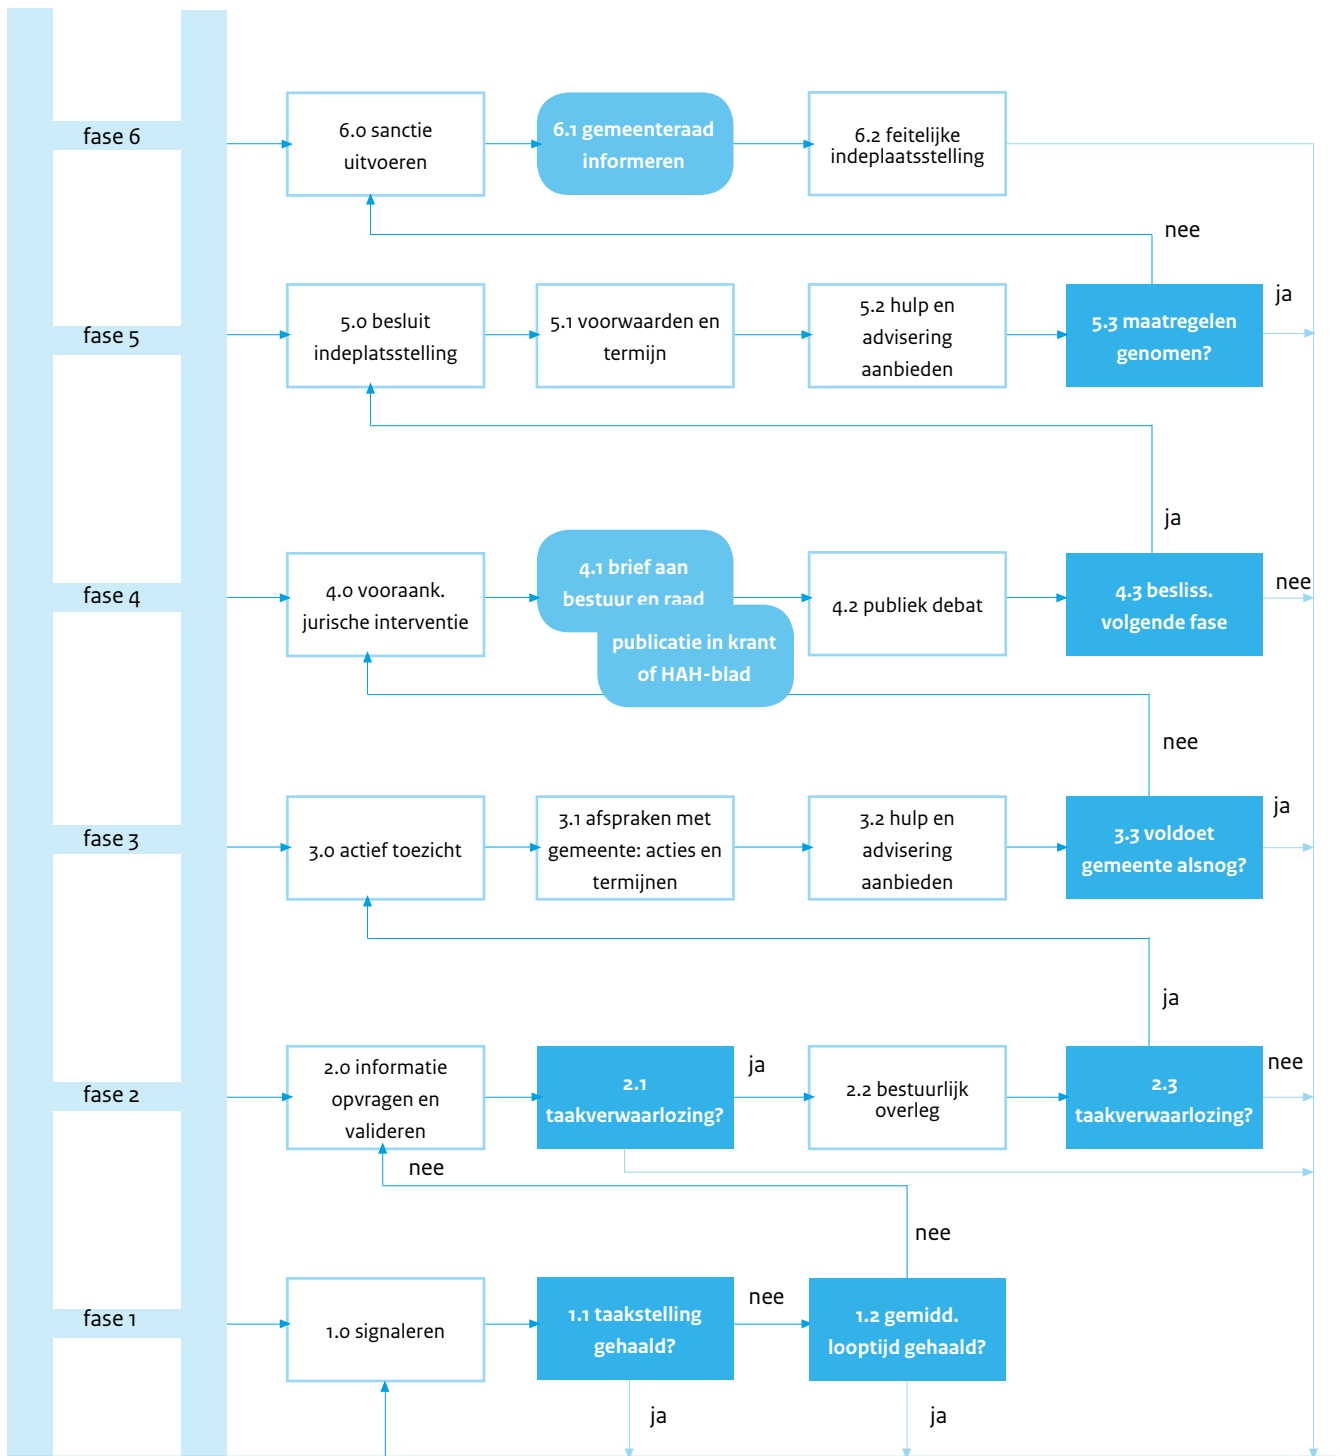 fase 6
6.0 sanctie
uitvoeren
6.1 gemeenteraad
informeren
6.2 feitelijke
indeplaatsstelling
nee
fase 5
5.0 besluit
indeplatsstelling
5.1 voorwaarden en
termijn
5.2 hulp en
advisering
aanbieden
5.3 maatregelen
genomen?
ja
ja
fase 4
4.0 vooraank.
jurische interventie
4.1 brief aan
bestuur en raad
publicatie in krant
of HAH-blad
4.2 publiek debat
4.3 besliss.
volgende fase
nee
nee
fase 3
3.0 actief toezicht
3.1 afspraken met
gemeente: acties en
termijnen
3.2 hulp en
advisering
aanbieden
3.3 voldoet
gemeente alsnog?
ja
ja
fase 2
2.0 informatie
opvragen en
valideren
2.1
taakverwaarlozing?
ja
2.2 bestuurlijk
overleg
2.3
taakverwaarlozing?
nee
nee
nee
fase 1
1.0 signaleren
1.1 taakstelling
gehaald?
nee
1.2 gemidd.
looptijd gehaald?
ja
ja